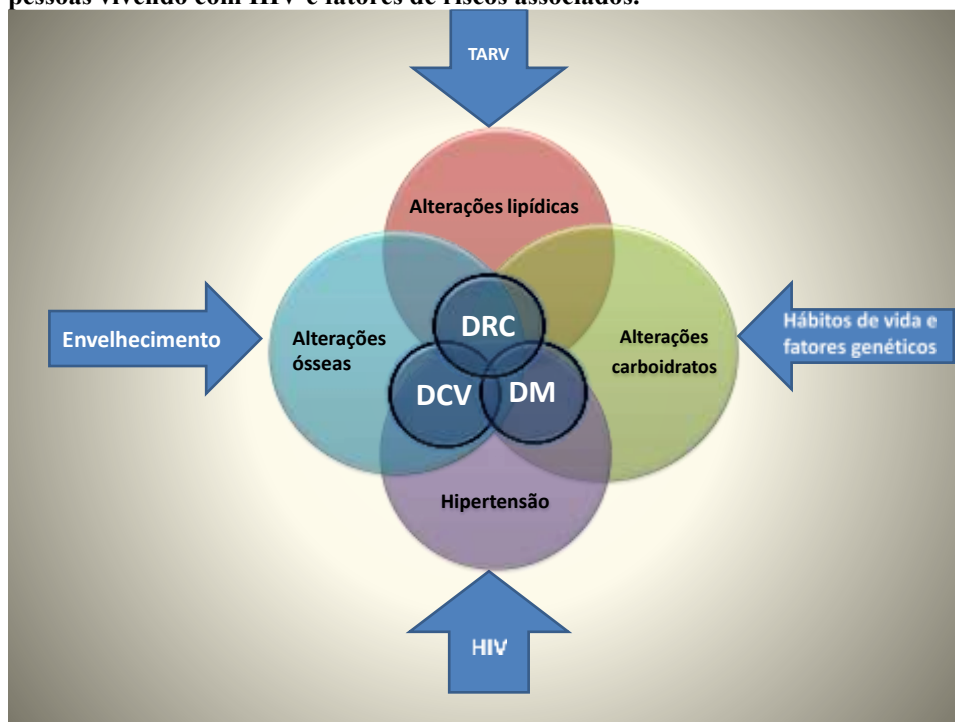 pessoas vivendo com HIV e fatores de riscos associados.
TARV
Alterações lipídicas
DRC
Envelhecimento
Alterações
ósseas
Alterações
carboidratos
Hábitos de vida e
fatores genéticos
DCV
DM
Hipertensão
HIV